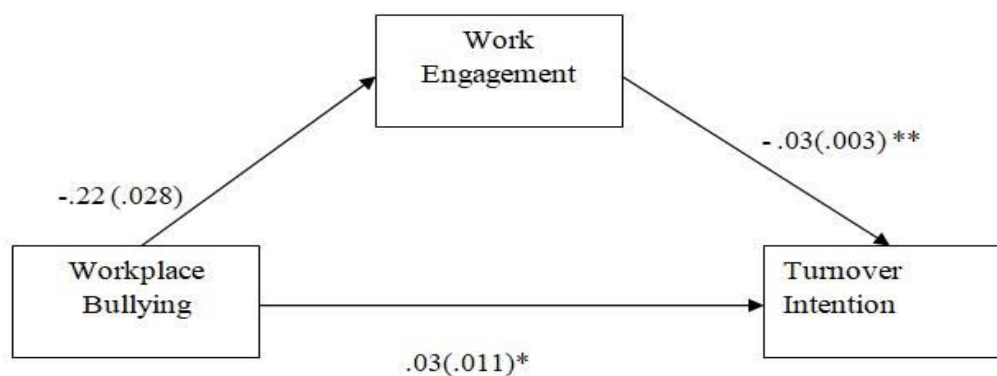 Work
Engagement
- .03(.003) **
-.22 (.028)
Workplace
Bullying
Turnover
Intention
.03(.011)*